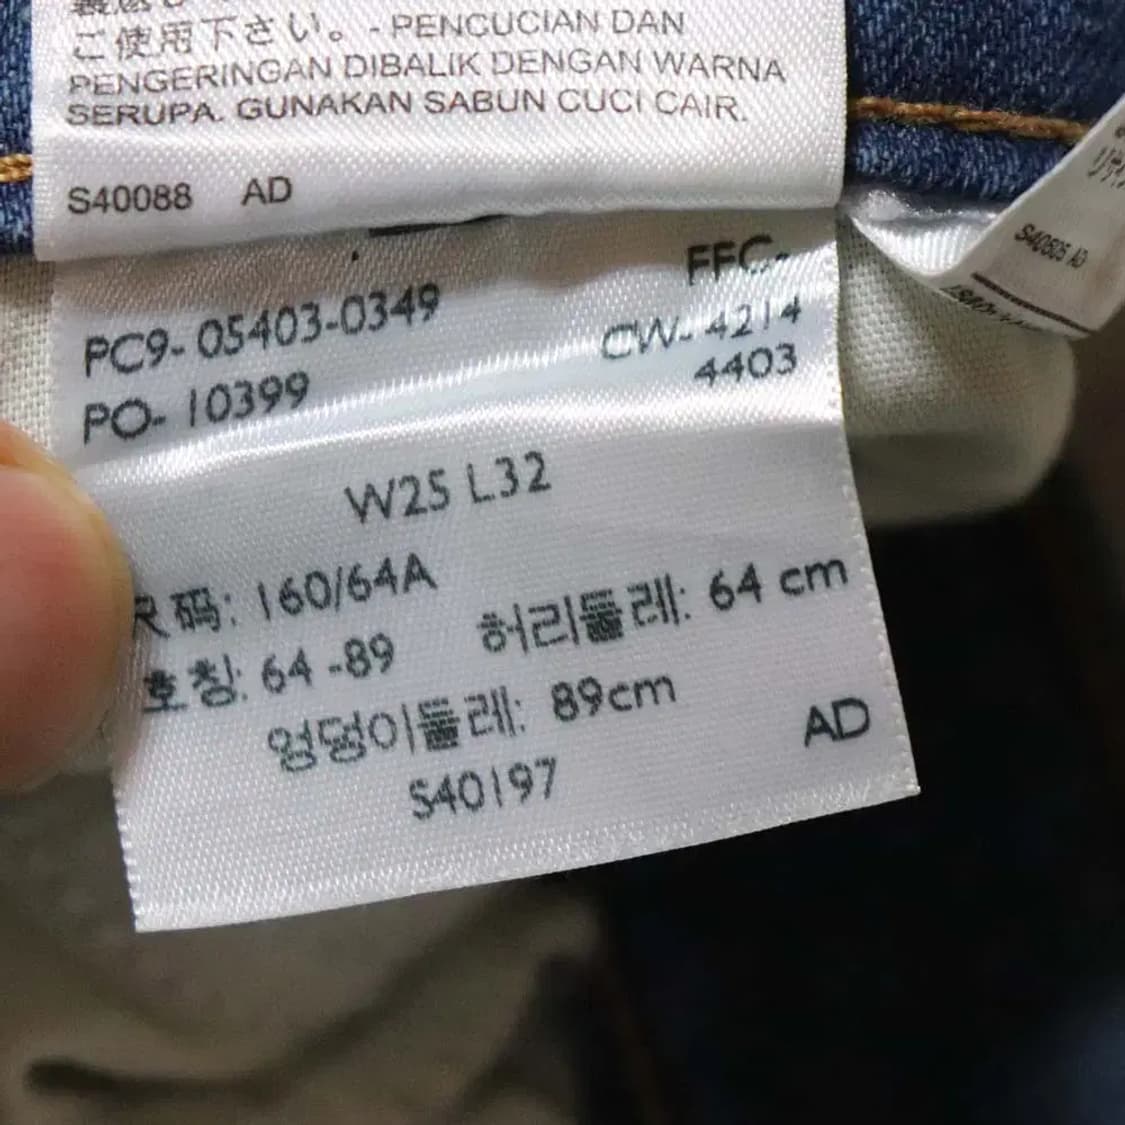 ご使用下さい。- PENCUCIAN DAN
PENGERINGAN DIBALIK DENGAN WARNA
SERUPA. GUNAKAN SABUN CUCI CAIR.
S40088 AD
FFC-
PC9- 05403-0349
CW- 4214
PO- 10399
4403
W25 L32
尺码: 160/64A
호칭: 64 -89
허리둘레: 64 cm
엉덩이둘레: 89cm
AD
S40197
S40605 AD